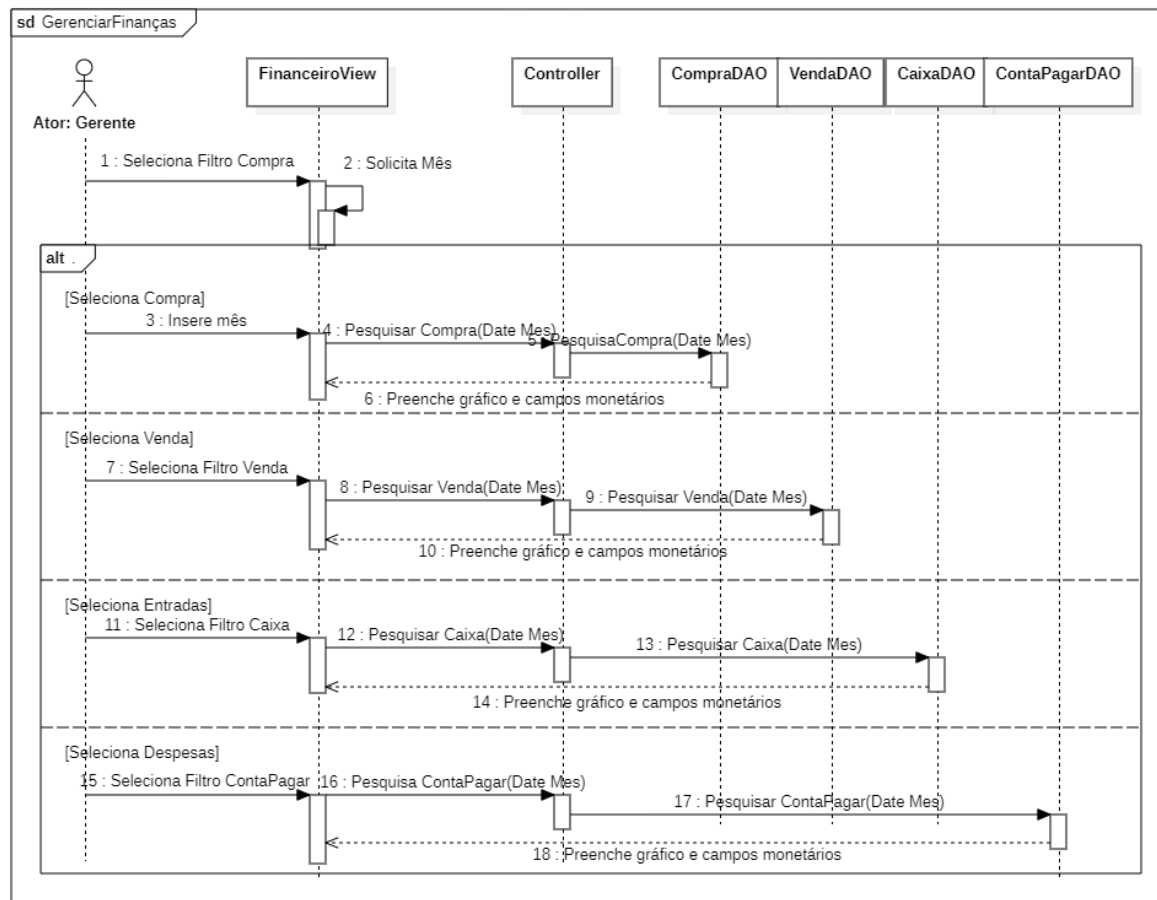 sd GerenciarFinanças
FinanceiroView
Controller
CompraDAO
VendaDAO
CaixaDAO
ContaPagarDAO
Ator: Gerente
1 : Seleciona Filtro Compra
2 : Solicita Mês
alt .
[Seleciona Compra]
3 : Insere mês
4 : Pesquisar Compra(Date Mes)
5 : PesquisaCompra(Date Mes)
6 : Preenche gráfico e campos monetários
[Seleciona Venda]
7 : Seleciona Filtro Venda
8 : Pesquisar Venda(Date Mes)
9 : Pesquisar Venda(Date Mes)
10 : Preenche gráfico e campos monetários
[Seleciona Entradas]
11 : Seleciona Filtro Caixa
12 : Pesquisar Caixa(Date Mes)
13 : Pesquisar Caixa(Date Mes)
14 : Preenche gráfico e campos monetários
[Seleciona Despesas]
15 : Seleciona Filtro ContaPagar
16 : Pesquisa ContaPagar(Date Mes)
17 : Pesquisar ContaPagar(Date Mes)
18 : Preenche gráfico e campos monetários